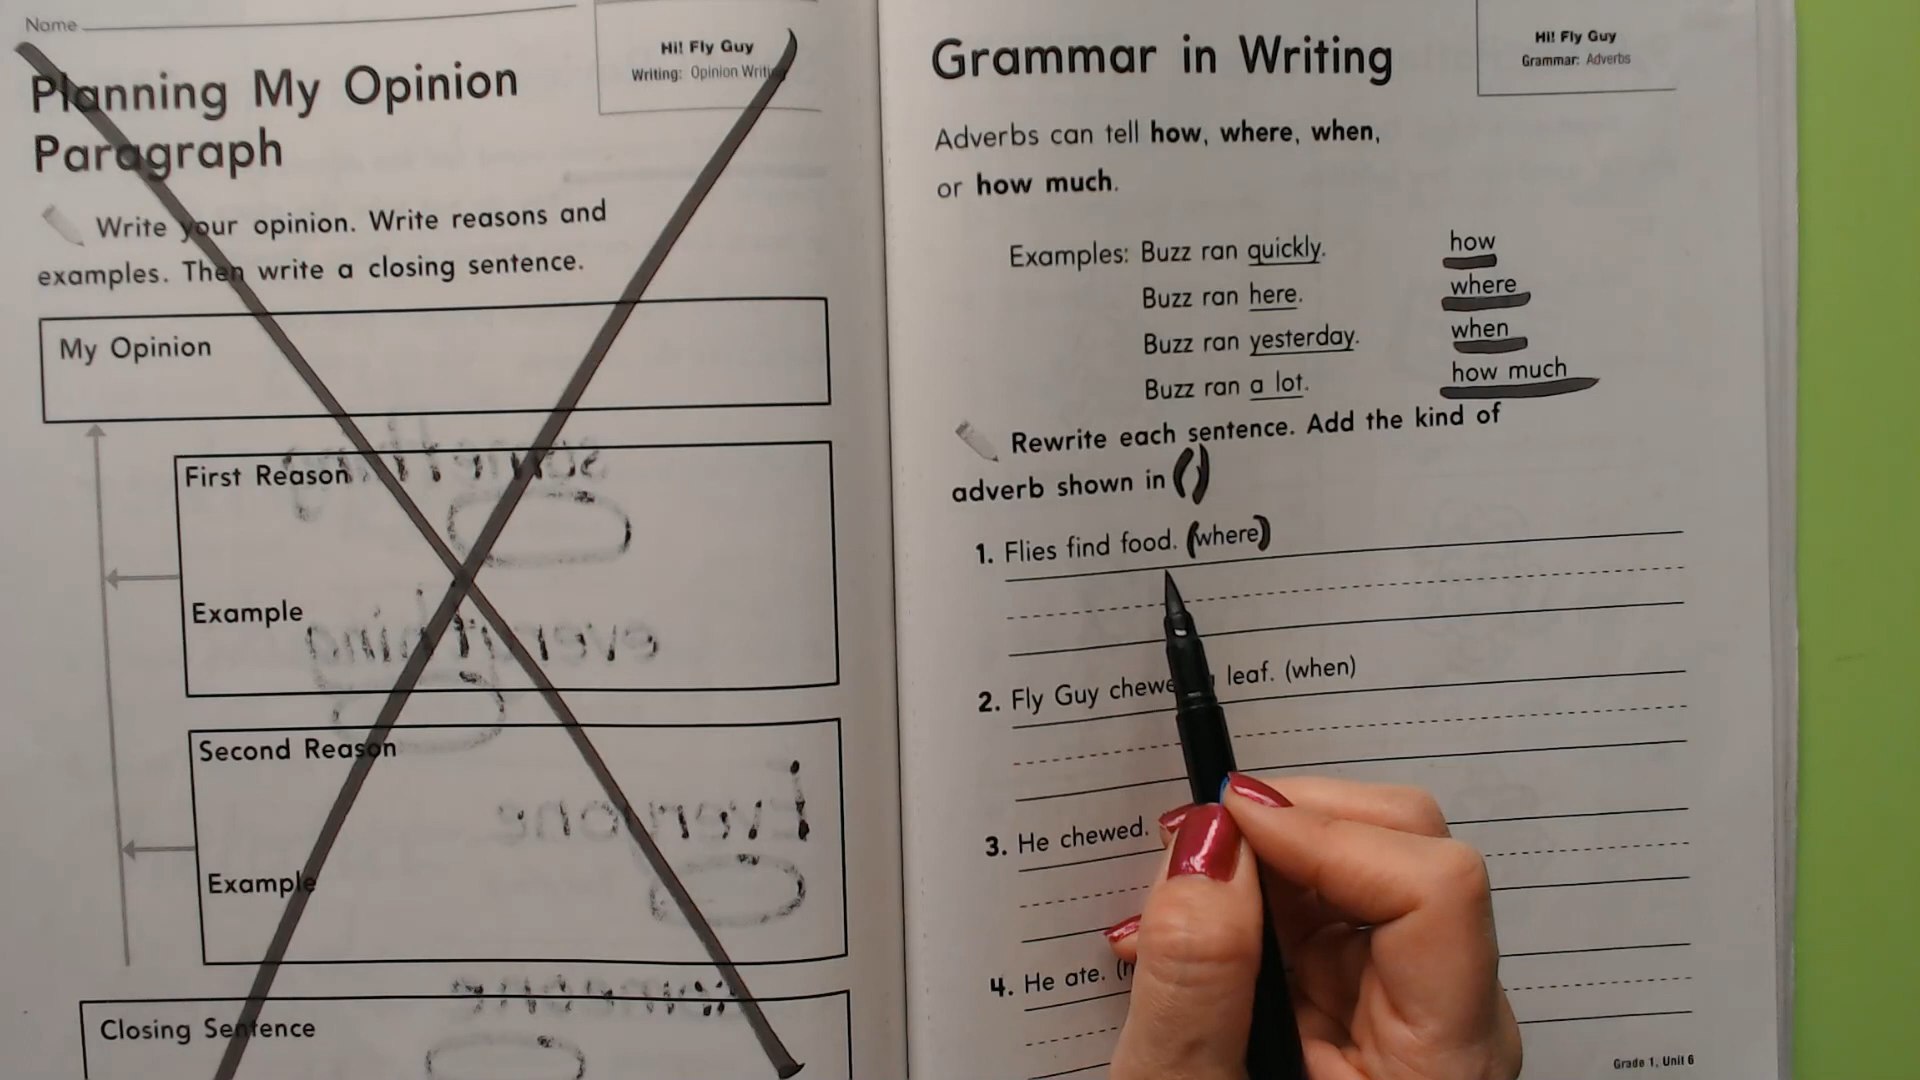 Name
Hi! Fly Guy
Writing: Opinion
Planning My Opinion
Paragraph
Write your opinion. Write reasons and
examples. Then write a closing sentence.
My Opinion
First Reason
Example
Second Reason
Example
Closing Sentence
Grammar in Writing
Hi! Fly Guy
Grammar: Adverbs
Adverbs can tell how, where, when,
or how much.
Examples: Buzz ran quickly. how
Buzz ran here. where
Buzz ran yesterday. when
Buzz ran a lot. how much
Rewrite each sentence. Add the kind of
adverb shown in ()
1. Flies find food. (where)
2. Fly Guy leaf. (when)
3. He chewed.
4. He ate.
Grade 1, Unit 6